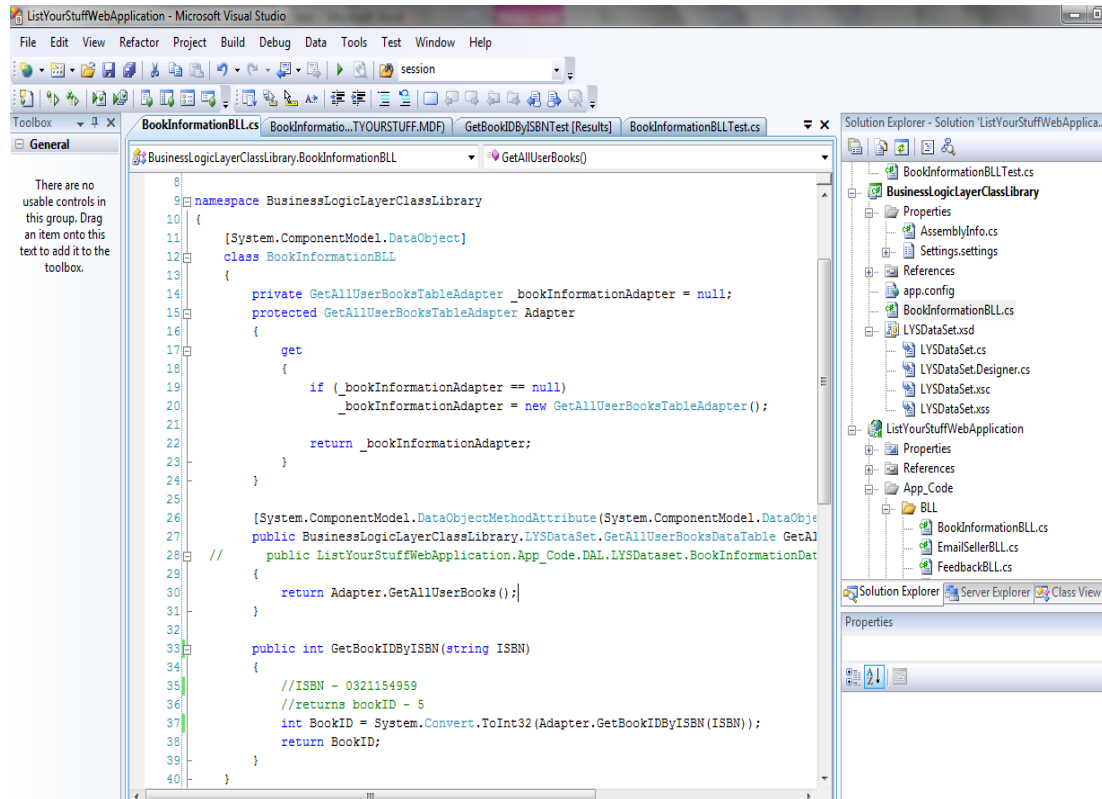 ListYourStuffWebApplication - Microsoft Visual Studio
File Edit View Refactor Project Build Debug Data Tools Test Window Help
session
Toolbox
General
There are no
usable controls in
this group. Drag
an item onto this
text to add it to the
toolbox.
BookInformationBLL.cs BookInformatio...TYOURSTUFF.MDF) GetBookIDByISBNTest [Results] BookInformationBLLTest.cs
BusinessLogicLayerClassLibrary.BookInformationBLL GetAllUserBooks()
8
9 namespace BusinessLogicLayerClassLibrary
10 {
11 [System.ComponentModel.DataObject]
12 class BookInformationBLL
13 {
14 private GetAllUserBooksTableAdapter _bookInformationAdapter = null;
15 protected GetAllUserBooksTableAdapter Adapter
16 {
17 get
18 {
19 if (_bookInformationAdapter == null)
20 _bookInformationAdapter = new GetAllUserBooksTableAdapter();
21
22 return _bookInformationAdapter;
23 }
24 }
25
26 [System.ComponentModel.DataObjectMethodAttribute(System.ComponentModel.DataObje
27 public BusinessLogicLayerClassLibrary.LYSDataSet.GetAllUserBooksDataTable GetAl
28 // public ListYourStuffWebApplication.App_Code.DAL.LYSDataset.BookInformationDat
29 {
30 return Adapter.GetAllUserBooks();
31 }
32
33 public int GetBookIDByISBN(string ISBN)
34 {
35 //ISBN - 0321154959
36 //returns bookID - 5
37 int BookID = System.Convert.ToInt32(Adapter.GetBookIDByISBN(ISBN));
38 return BookID;
39 }
40 }
Solution Explorer - Solution 'ListYourStuffWebApplica...
BookInformationBLLTest.cs
BusinessLogicLayerClassLibrary
Properties
AssemblyInfo.cs
Settings.settings
References
app.config
BookInformationBLL.cs
LYSDataSet.xsd
LYSDataSet.cs
LYSDataSet.Designer.cs
LYSDataSet.xsc
LYSDataSet.xss
ListYourStuffWebApplication
Properties
References
App_Code
BLL
BookInformationBLL.cs
EmailSellerBLL.cs
FeedbackBLL.cs
Solution Explorer Server Explorer Class View
Properties